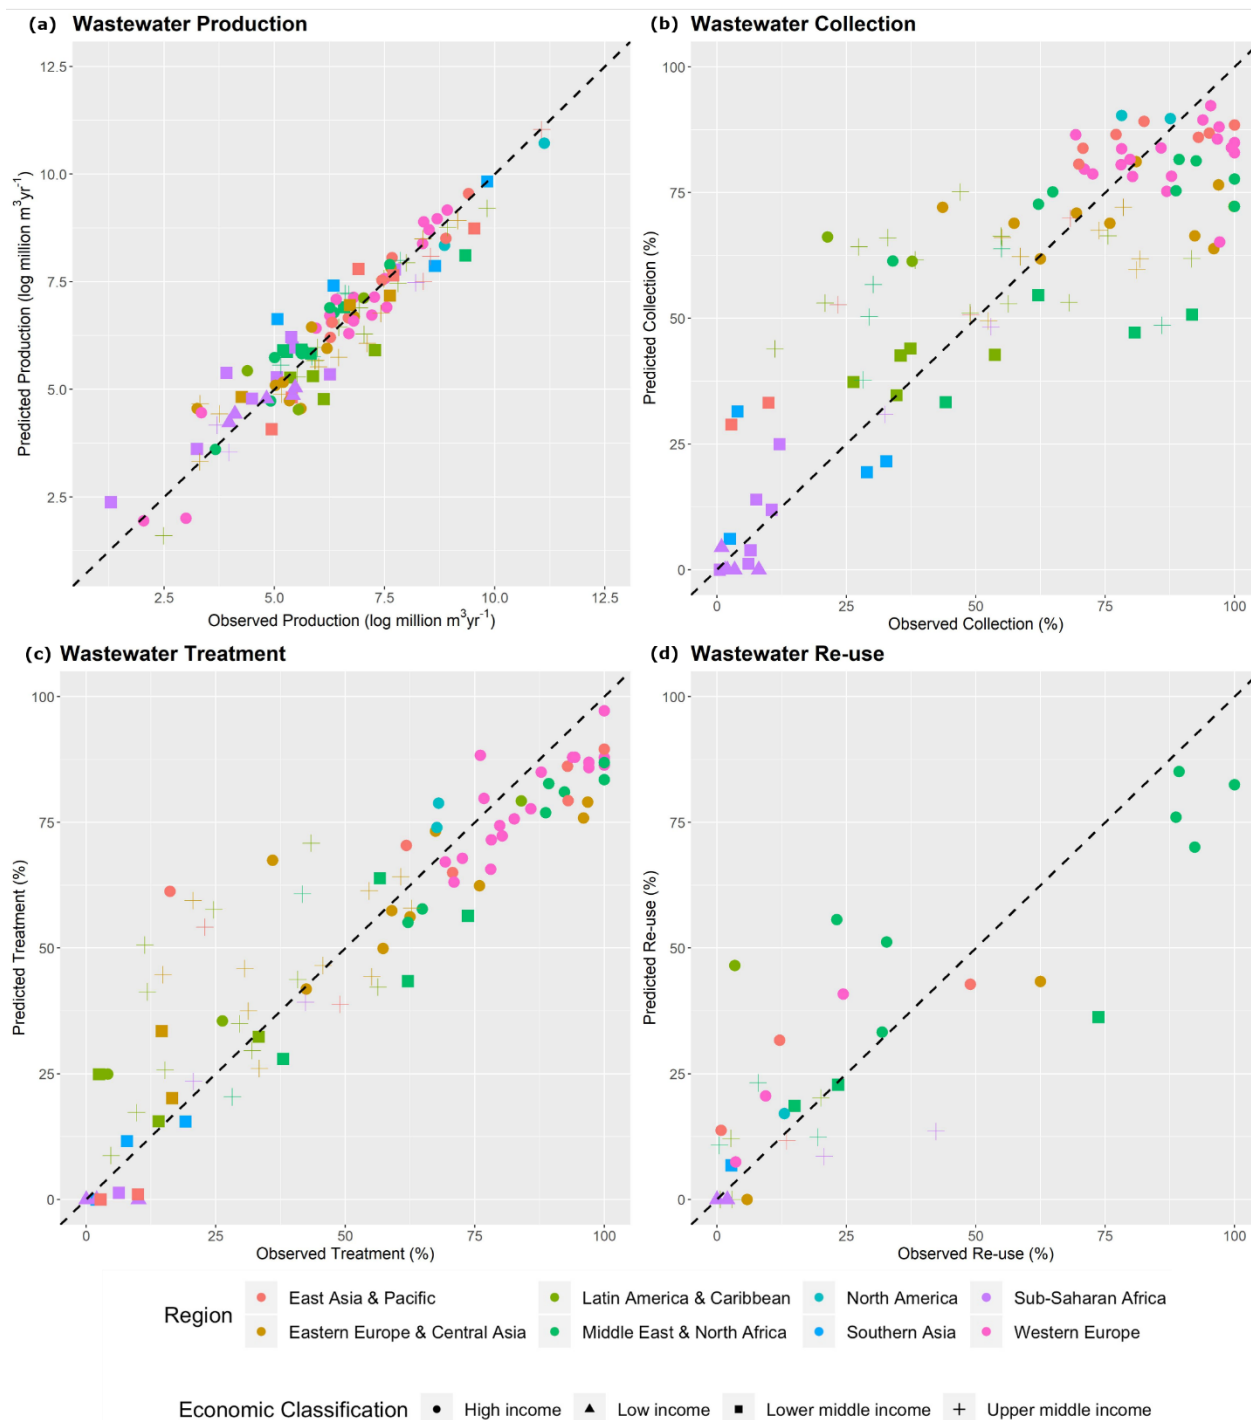 (a) Wastewater Production
12.5
10.0
7.5
5.0
2.5
Predicted Production (log million m³yr⁻¹)
2.5 5.0 7.5 10.0 12.5
Observed Production (log million m³yr⁻¹)
(b) Wastewater Collection
100
75
50
25
0
Predicted Collection (%)
0 25 50 75 100
Observed Collection (%)
(c) Wastewater Treatment
100
75
50
25
0
Predicted Treatment (%)
0 25 50 75 100
Observed Treatment (%)
(d) Wastewater Re-use
100
75
50
25
0
Predicted Re-use (%)
0 25 50 75 100
Observed Re-use (%)
Region
East Asia & Pacific Latin America & Caribbean North America Sub-Saharan Africa
Eastern Europe & Central Asia Middle East & North Africa Southern Asia Western Europe
Economic Classification High income Low income Lower middle income Upper middle income